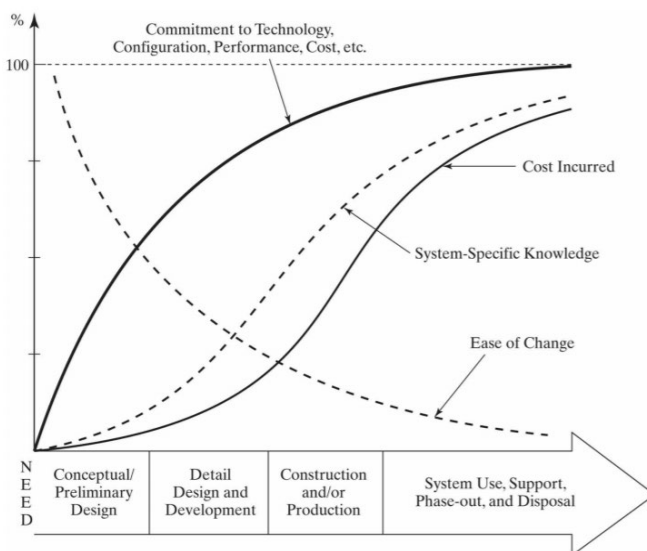 %
Commitment to Technology,
Configuration, Performance, Cost, etc.
100
Cost Incurred
System-Specific Knowledge
Ease of Change
N
E
E
D
Conceptual/
Preliminary
Design
Detail
Design and
Development
Construction
and/or
Production
System Use, Support,
Phase-out, and Disposal